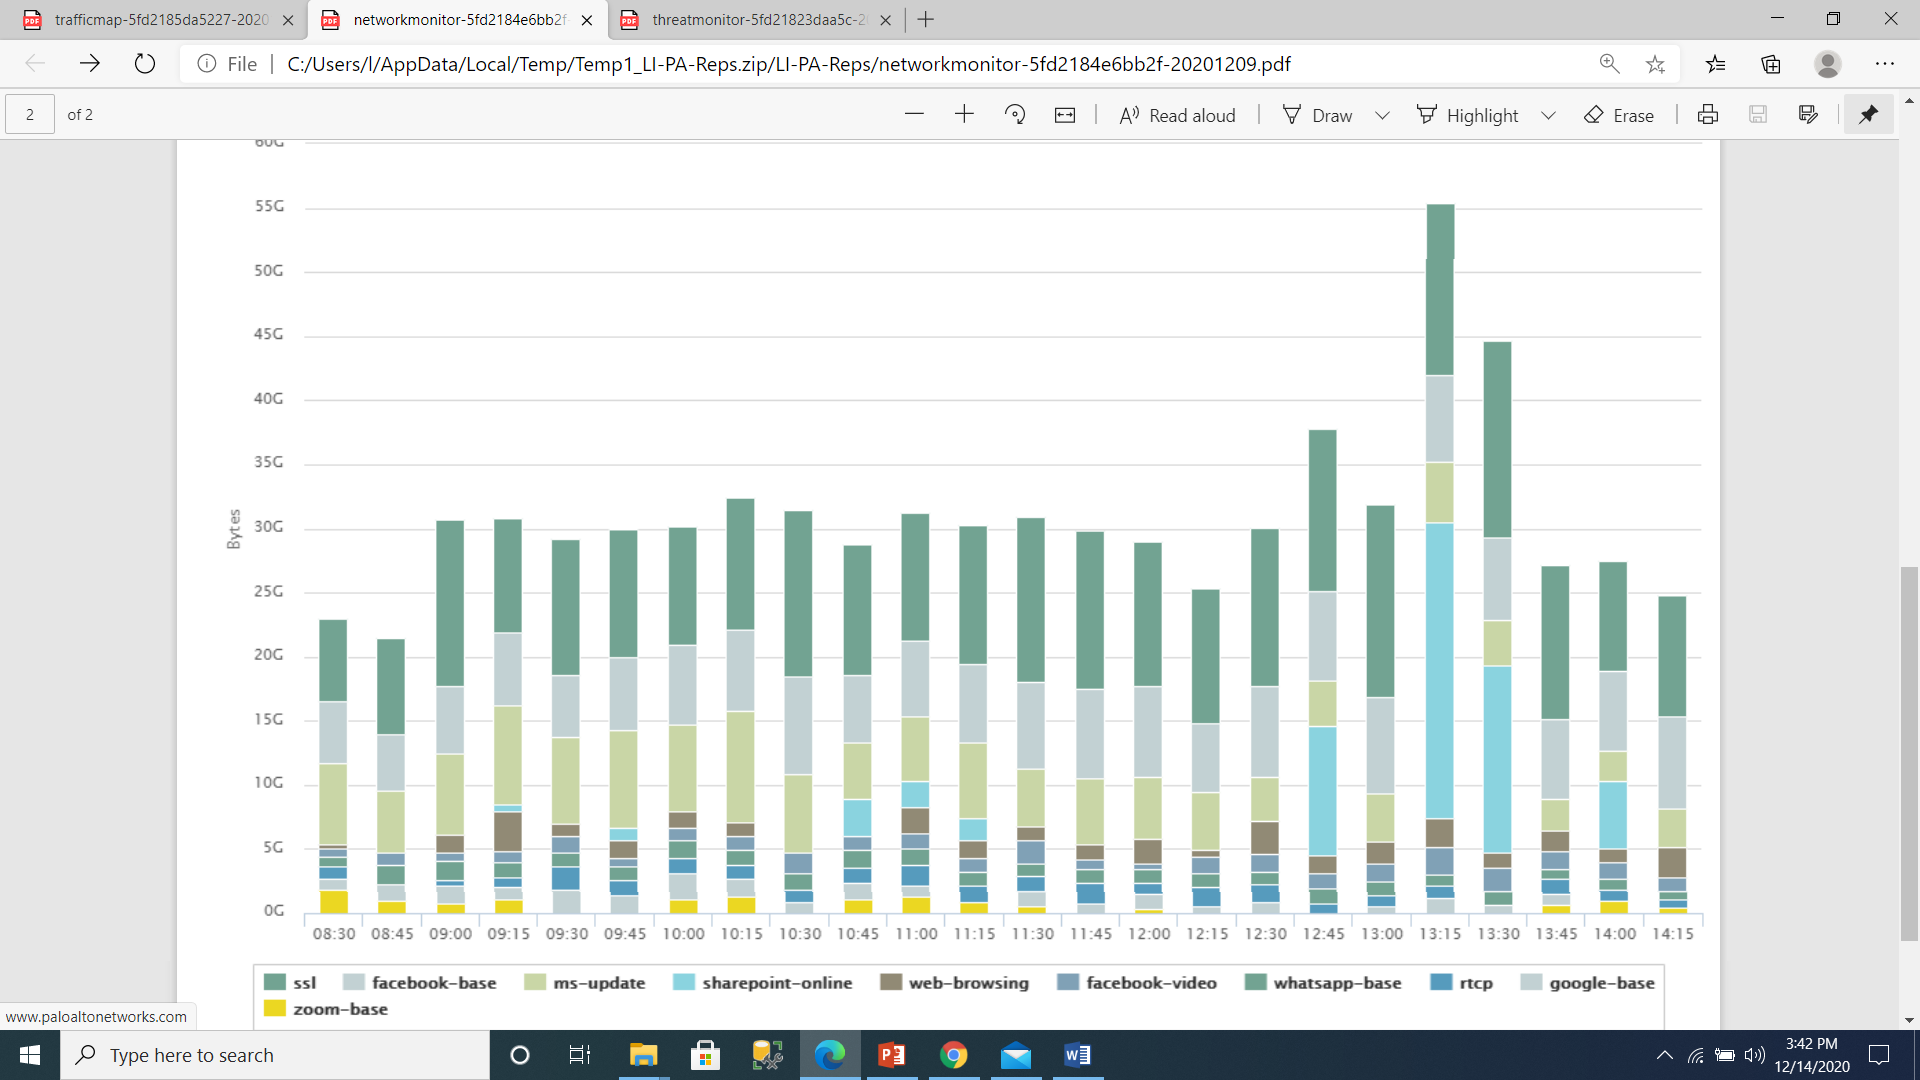 trafficmap-5fd2185da5227-2020
networkmonitor-5fd2184e6bb2f-
threatmonitor-5fd21823daa5c-2
File
C:/Users/l/AppData/Local/Temp/Temp1_LI-PA-Reps.zip/LI-PA-Reps/networkmonitor-5fd2184e6bb2f-20201209.pdf
2 of 2
Read aloud
Draw
Highlight
Erase
60G
55G
50G
45G
40G
35G
30G
25G
20G
15G
10G
5G
0G
Bytes
08:30 08:45 09:00 09:15 09:30 09:45 10:00 10:15 10:30 10:45 11:00 11:15 11:30 11:45 12:00 12:15 12:30 12:45 13:00 13:15 13:30 13:45 14:00 14:15
ssl facebook-base ms-update sharepoint-online web-browsing facebook-video whatsapp-base rtcp google-base
zoom-base
www.paloaltonetworks.com
Type here to search
3:42 PM
12/14/2020